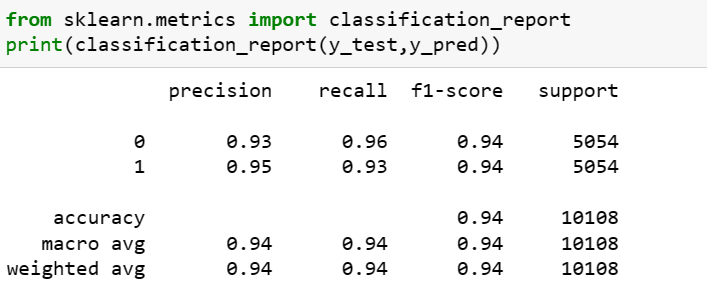 from sklearn.metrics import classification_report
print(classification_report(y_test,y_pred))
precision recall f1-score support
0 0.93 0.96 0.94 5054
1 0.95 0.93 0.94 5054
accuracy 0.94 10108
macro avg 0.94 0.94 0.94 10108
weighted avg 0.94 0.94 0.94 10108